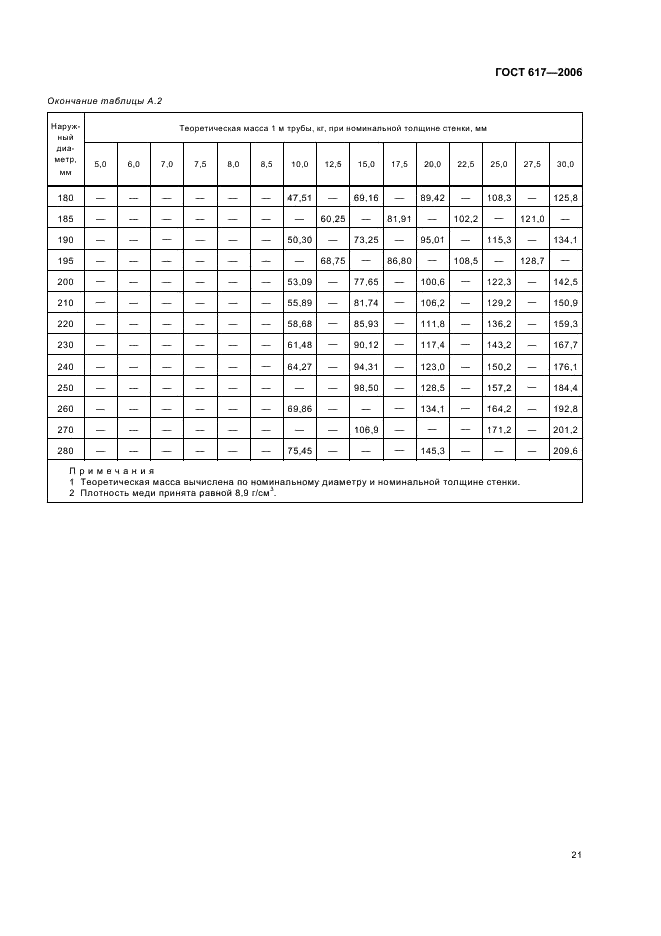 ГОСТ 617—2006
Окончание таблицы А.2
Наруж-
ный
диа-
метр,
мм
Теоретическая масса 1 м трубы, кг, при номинальной толщине стенки, мм
5,0 6,0 7,0 7,5 8,0 8,5 10,0 12,5 15,0 17,5 20,0 22,5 25,0 27,5 30,0
180 — — — — — — 47,51 — 69,16 — 89,42 — 108,3 — 125,8
185 — — — — — — — 60,25 — 81,91 — 102,2 — 121,0 —
190 — — — — — — 50,30 — 73,25 — 95,01 — 115,3 — 134,1
195 — — — — — — — 68,75 — 86,80 — 108,5 — 128,7 —
200 — — — — — — 53,09 — 77,65 — 100,6 — 122,3 — 142,5
210 — — — — — — 55,89 — 81,74 — 106,2 — 129,2 — 150,9
220 — — — — — — 58,68 — 85,93 — 111,8 — 136,2 — 159,3
230 — — — — — — 61,48 — 90,12 — 117,4 — 143,2 — 167,7
240 — — — — — — 64,27 — 94,31 — 123,0 — 150,2 — 176,1
250 — — — — — — — — 98,50 — 128,5 — 157,2 — 184,4
260 — — — — — — 69,86 — — — 134,1 — 164,2 — 192,8
270 — — — — — — — — 106,9 — — — 171,2 — 201,2
280 — — — — — — 75,45 — — — 145,3 — — — 209,6
Примечания
1 Теоретическая масса вычислена по номинальному диаметру и номинальной толщине стенки.
2 Плотность меди принята равной 8,9 г/см³.
21